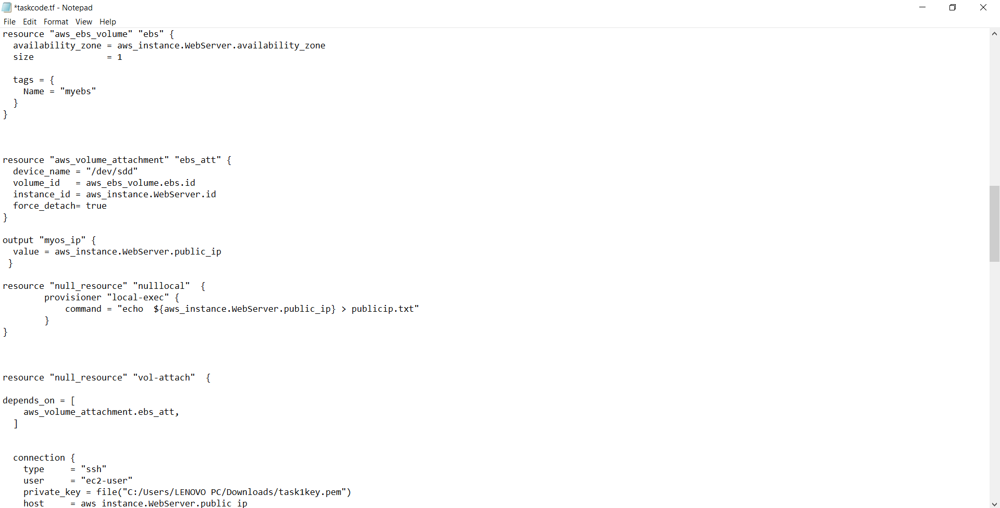 *taskcode.tf - Notepad
File Edit Format View Help
resource "aws_ebs_volume" "ebs" {
  availability_zone = aws_instance.WebServer.availability_zone
  size              = 1
  tags = {
    Name = "myebs"
  }
}
resource "aws_volume_attachment" "ebs_att" {
  device_name = "/dev/sdd"
  volume_id   = aws_ebs_volume.ebs.id
  instance_id = aws_instance.WebServer.id
  force_detach= true
}
output "myos_ip" {
  value = aws_instance.WebServer.public_ip
 }
resource "null_resource" "nulllocal"  {
        provisioner "local-exec" {
            command = "echo  ${aws_instance.WebServer.public_ip} > publicip.txt"
        }
}
resource "null_resource" "vol-attach"  {
depends_on = [
    aws_volume_attachment.ebs_att,
  ]
  connection {
    type     = "ssh"
    user     = "ec2-user"
    private_key = file("C:/Users/LENOVO PC/Downloads/task1key.pem")
    host     = aws_instance.WebServer.public_ip